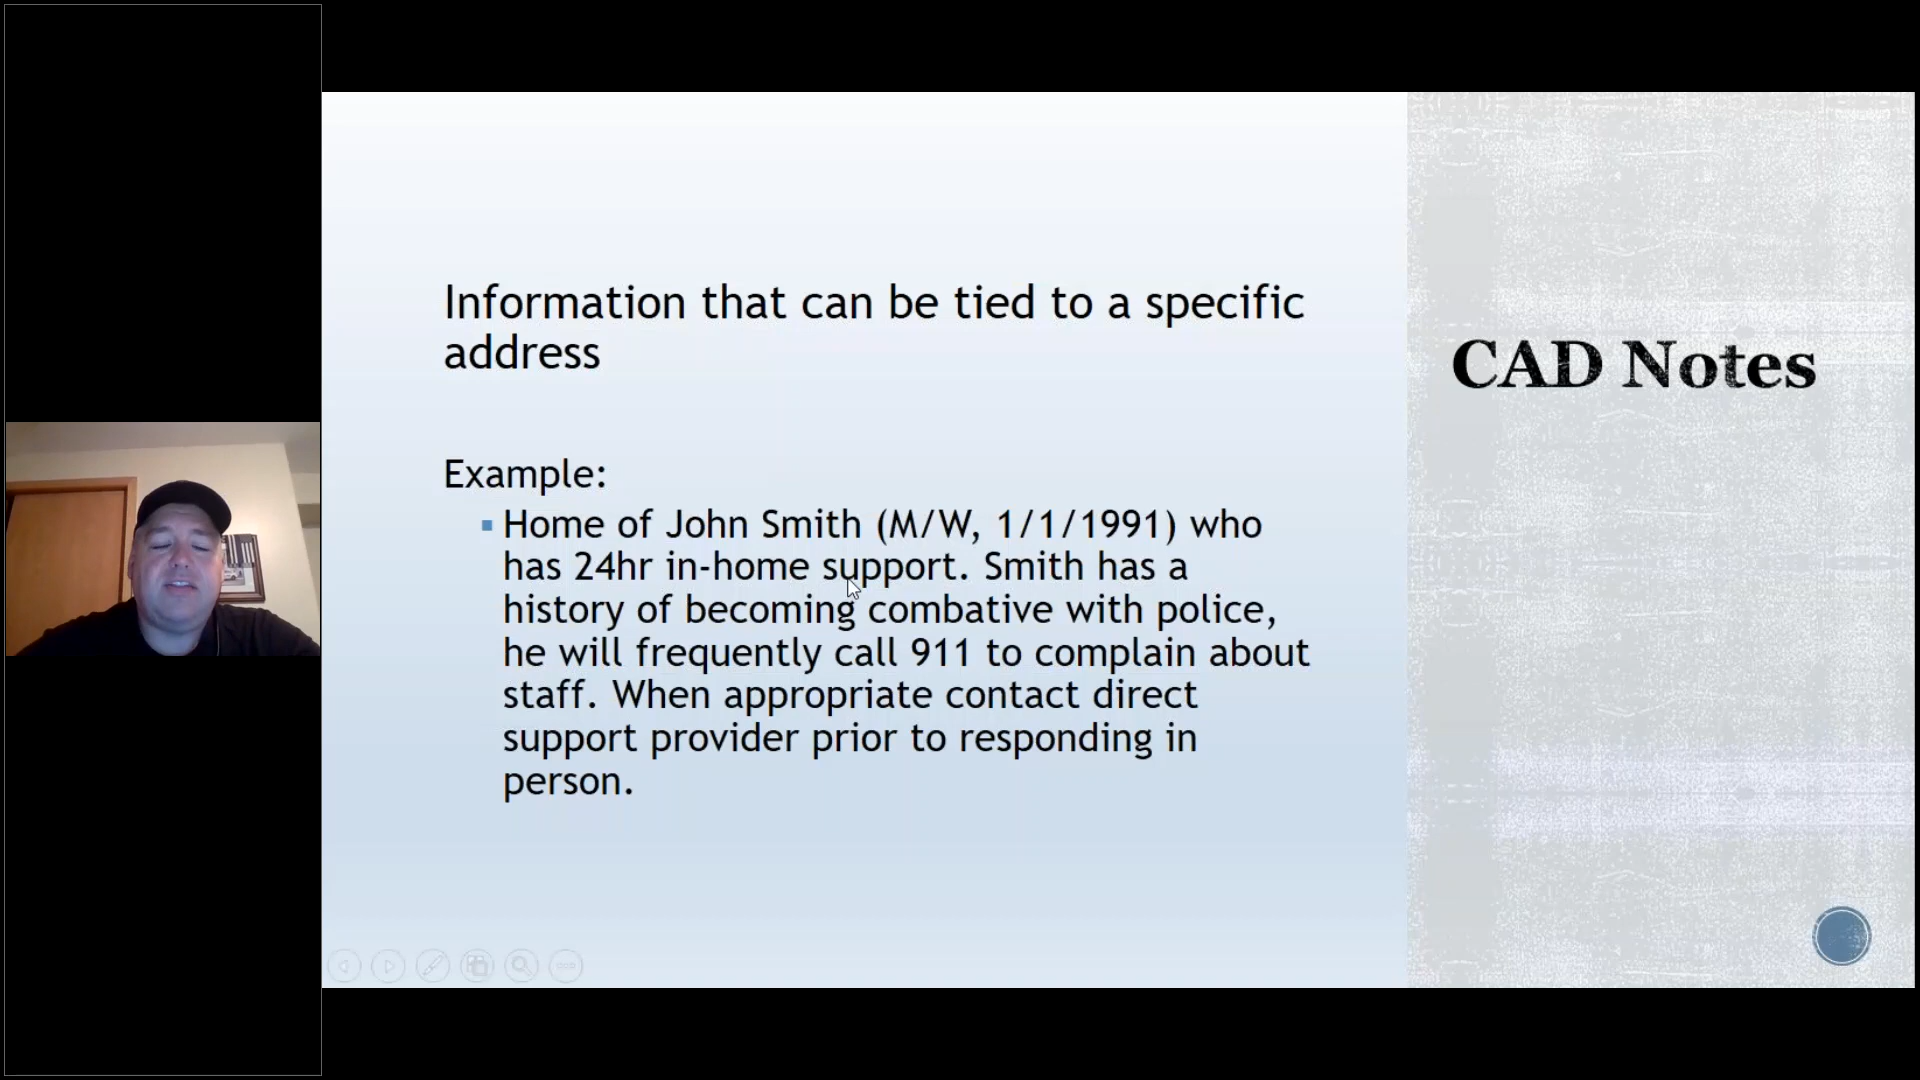 Information that can be tied to a specific
address
Example:
Home of John Smith (M/W, 1/1/1991) who
has 24hr in-home support. Smith has a
history of becoming combative with police,
he will frequently call 911 to complain about
staff. When appropriate contact direct
support provider prior to responding in
person.
CAD Notes